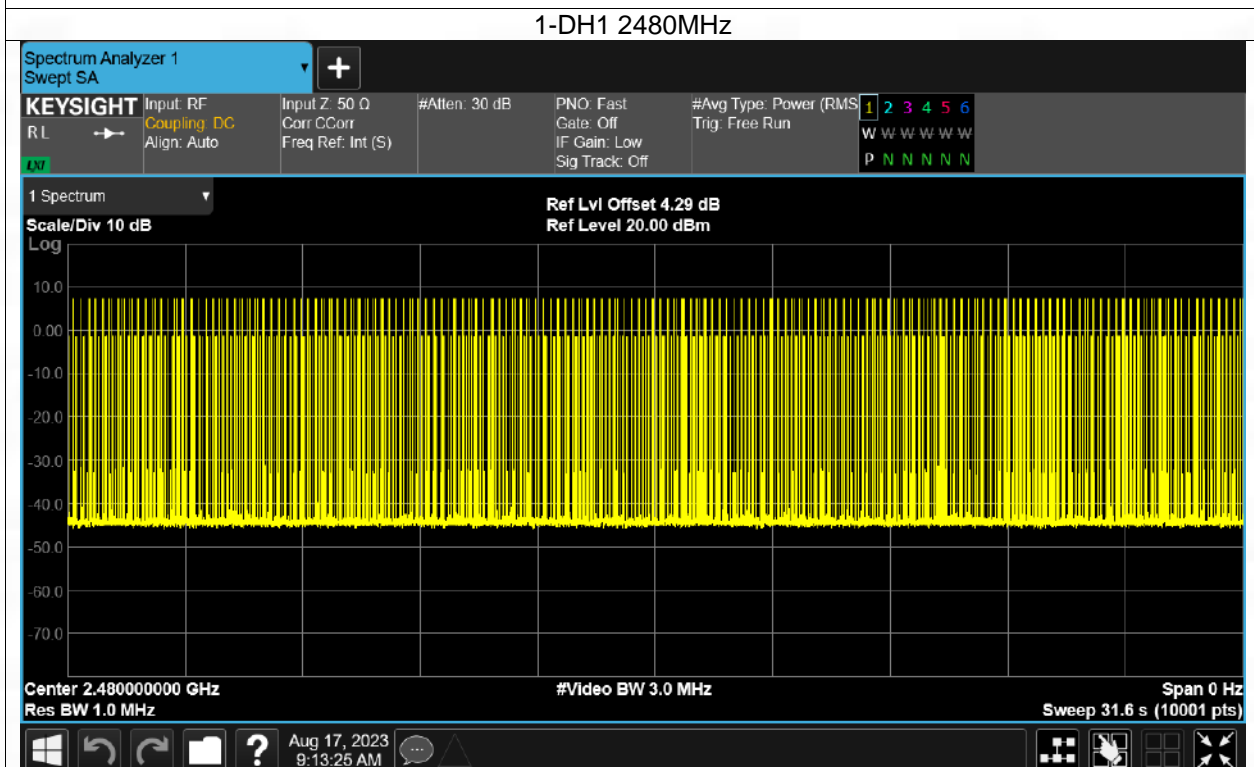 1-DH1 2480MHz
Spectrum Analyzer 1
Swept SA
KEYSIGHT
RL
LXI
Input: RF
Coupling: DC
Align: Auto
Input Z: 50 Ω
Corr CCorr
Freq Ref: Int (S)
#Atten: 30 dB
PNO: Fast
Gate: Off
IF Gain: Low
Sig Track: Off
#Avg Type: Power (RMS
Trig: Free Run
1 2 3 4 5 6
W W W W W W
P N N N N N
1 Spectrum
Scale/Div 10 dB
Ref Lvl Offset 4.29 dB
Ref Level 20.00 dBm
Log
10.0
0.00
-10.0
-20.0
-30.0
-40.0
-50.0
-60.0
-70.0
Center 2.480000000 GHz
#Video BW 3.0 MHz
Span 0 Hz
Res BW 1.0 MHz
Sweep 31.6 s (10001 pts)
?
Aug 17, 2023
9:13:25 AM